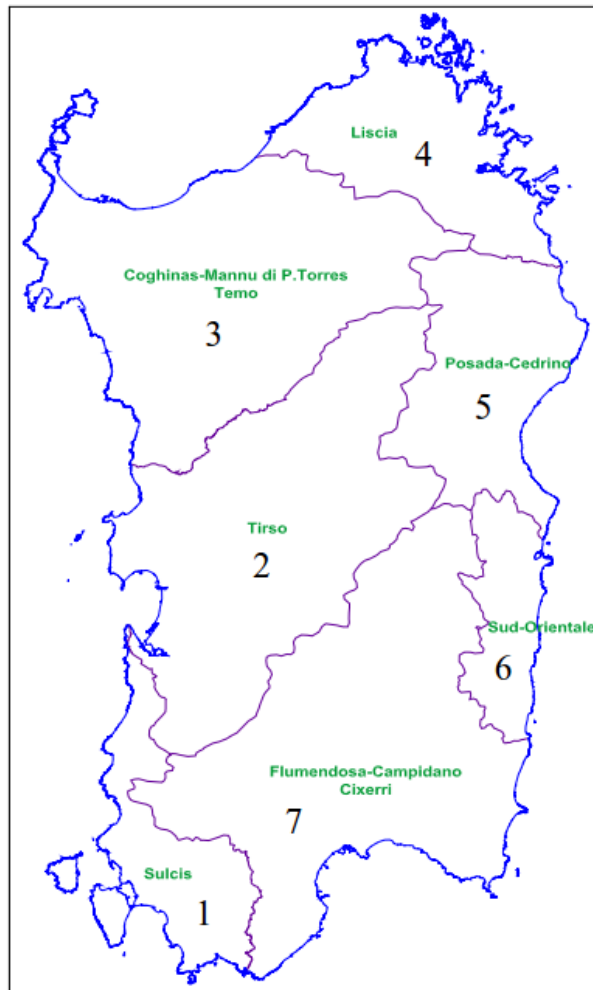 Liscia
4
Coghinas-Mannu di P.Torres
Temo
3
Posada-Cedrino
5
Tirso
2
Sud-Orientale
6
Flumendosa-Campidano
Cixerri
7
Sulcis
1